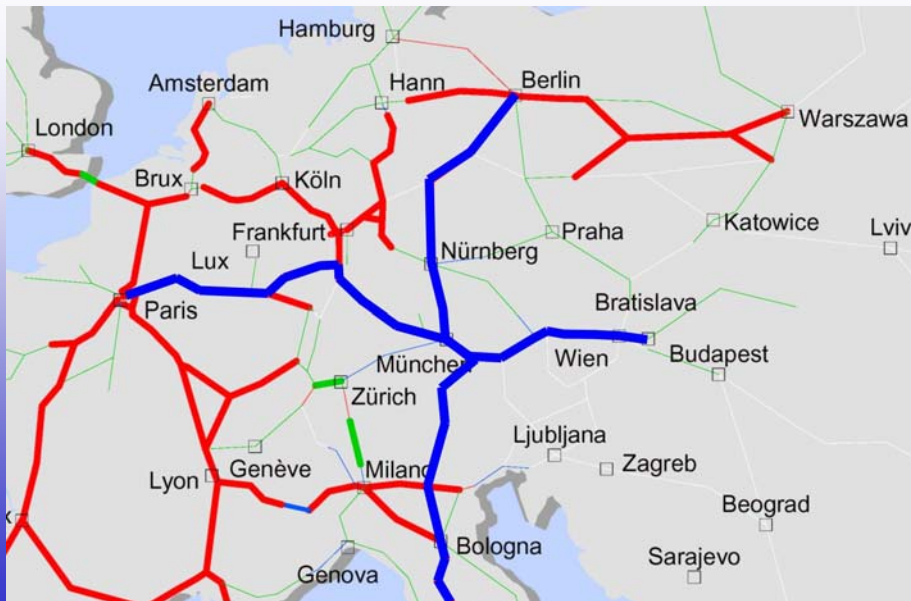 Hamburg
Amsterdam
Hann
Berlin
London
Warszawa
Brux
Köln
Frankfurt
Praha
Katowice
Lux
Nürnberg
Lviv
Paris
Bratislava
München
Wien
Budapest
Zürich
Ljubljana
Genève
Milano
Zagreb
Lyon
Beograd
x
Bologna
Genova
Sarajevo